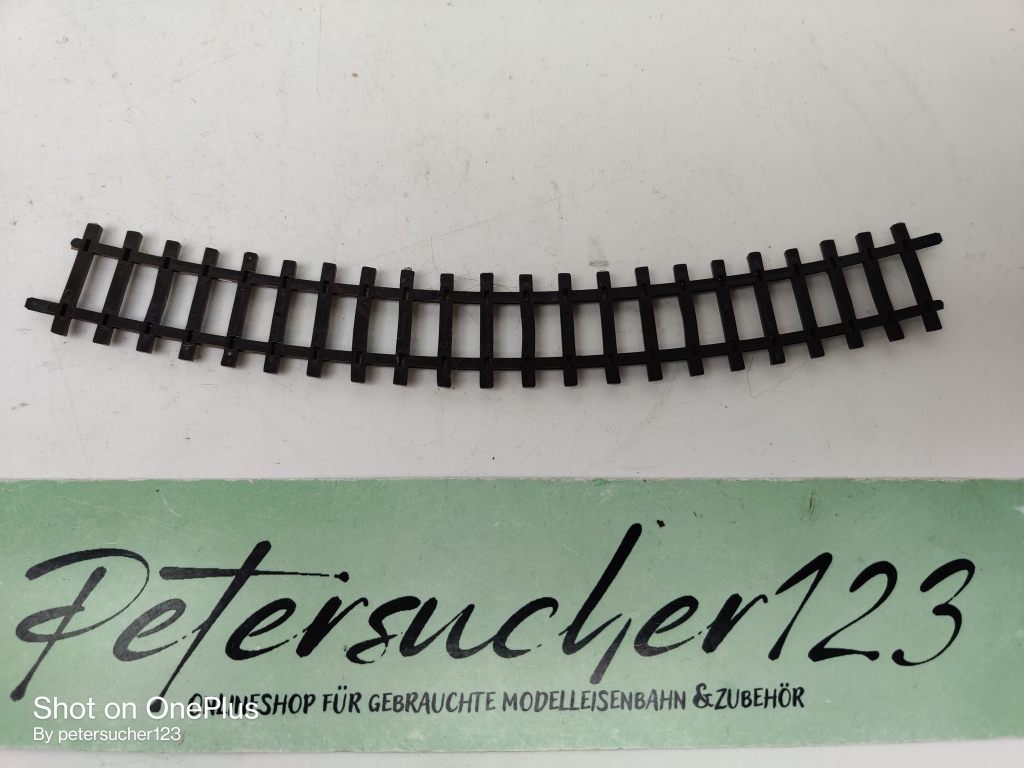 Petersucher123
ONLINESHOP FÜR GEBRAUCHTE MODELLEISENBAHN & ZUBEHÖR
Shot on OnePlus
By petersucher123